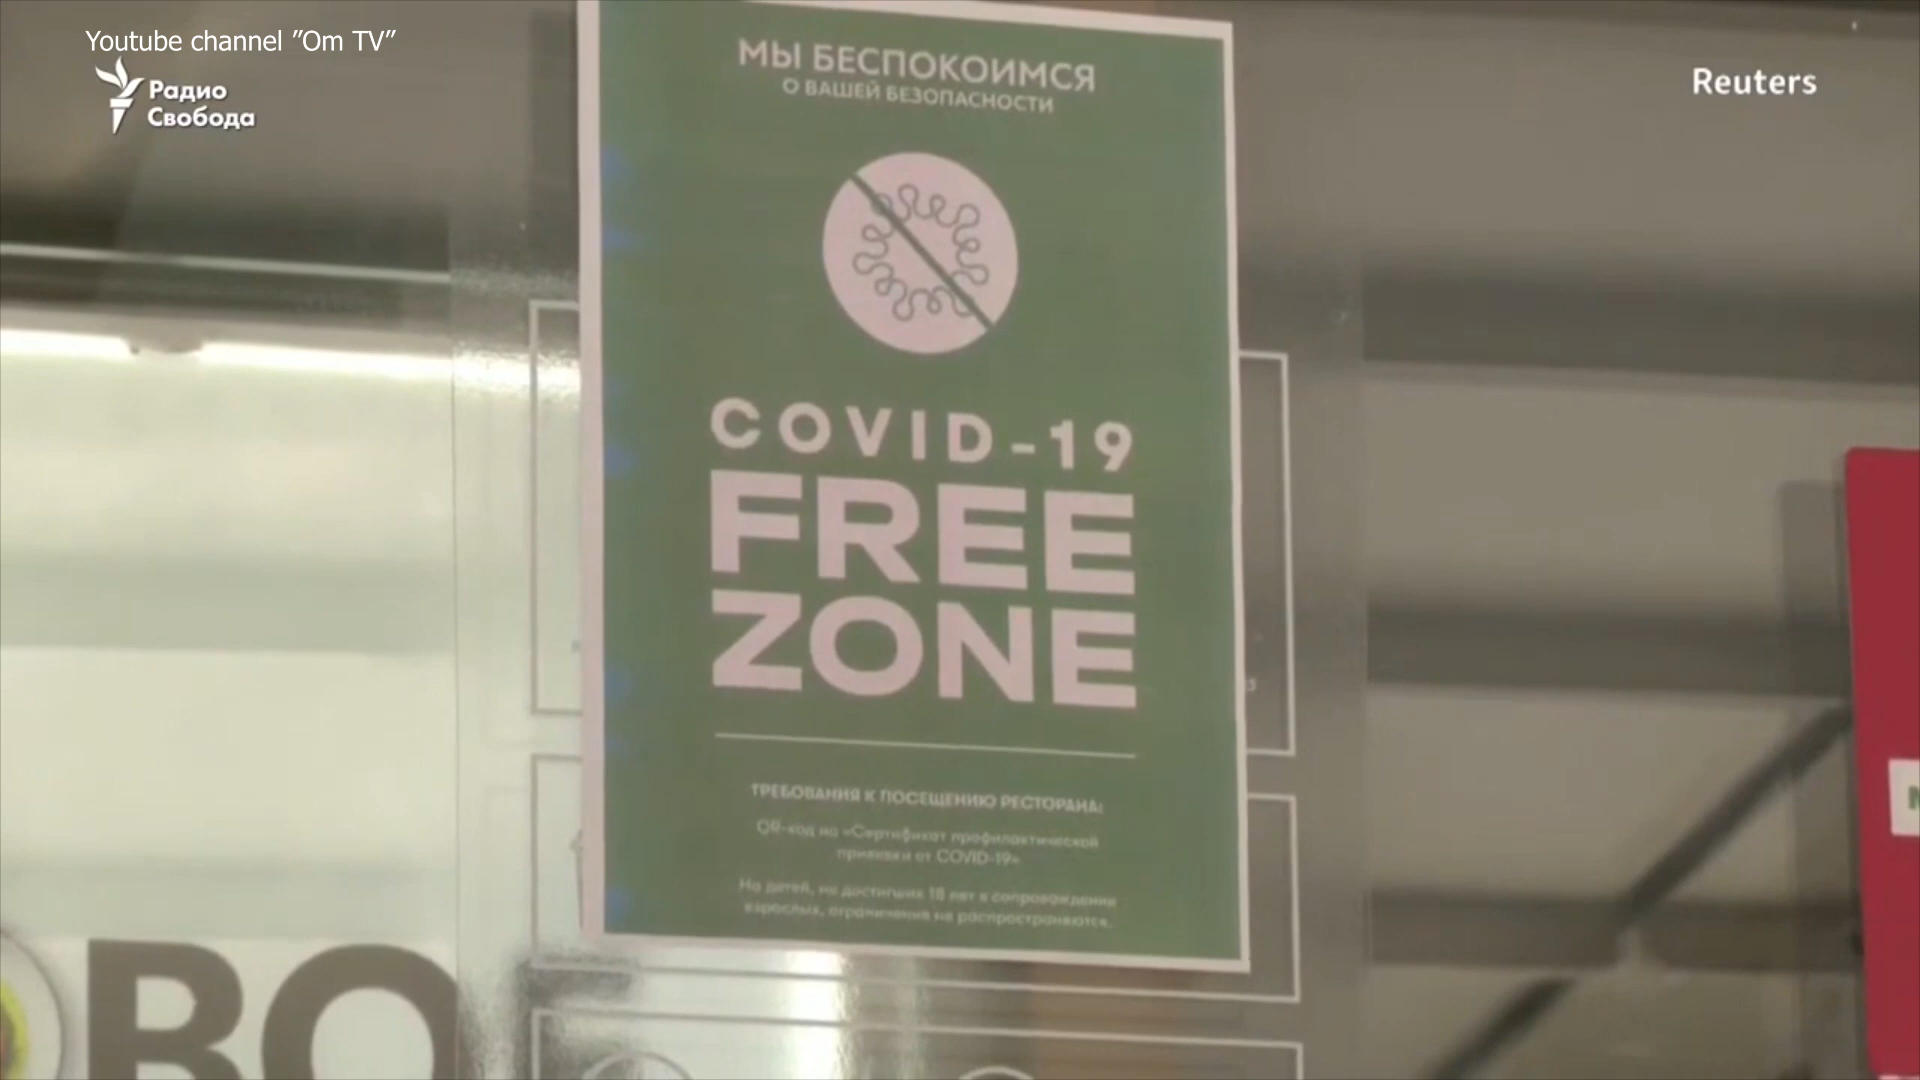 Youtube channel "Om TV"
Радио
Свобода
Reuters
МЫ БЕСПОКОИМСЯ
О ВАШЕЙ БЕЗОПАСНОСТИ
COVID-19
FREE
ZONE
ТРЕБОВАНИЯ К ПОСЕЩЕНИЮ РЕСТОРАНА:
QR-код на «Сертификат профилактической
прививки от COVID-19»
На детей, не достигших 18 лет в сопровождении
взрослых, ограничения не распространяются.
ВО